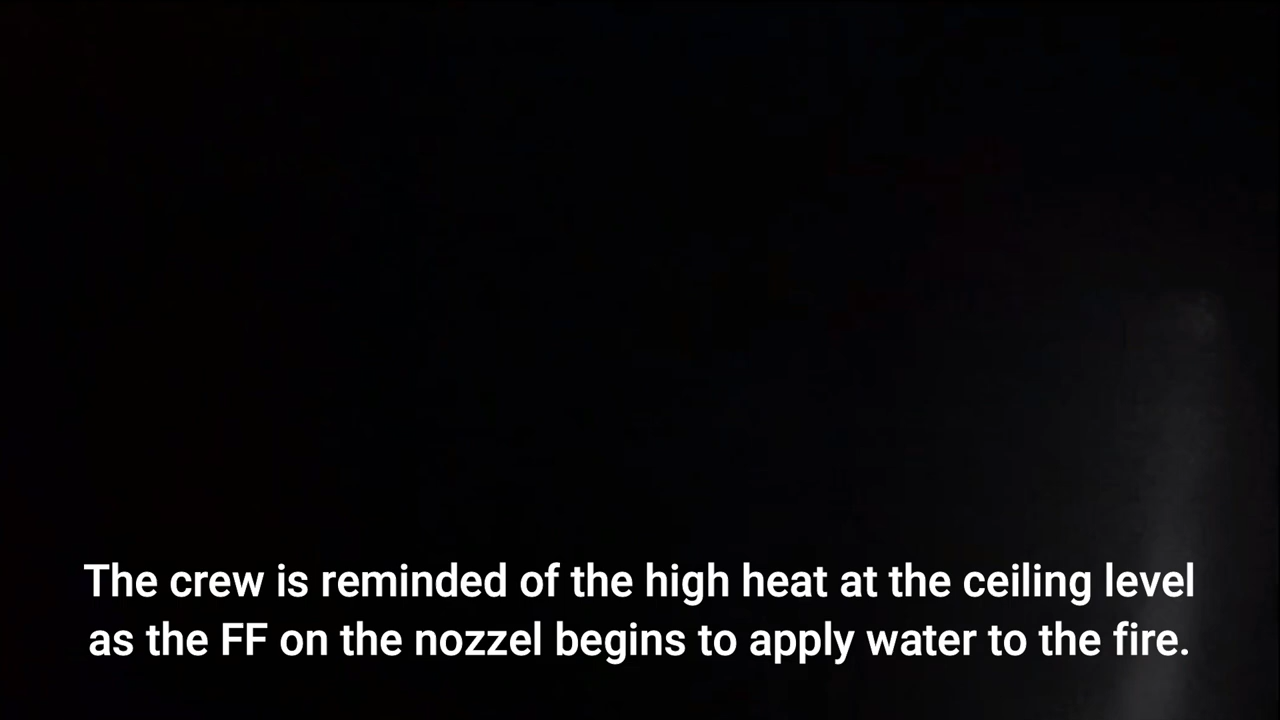 The crew is reminded of the high heat at the ceiling level
as the FF on the nozzel begins to apply water to the fire.